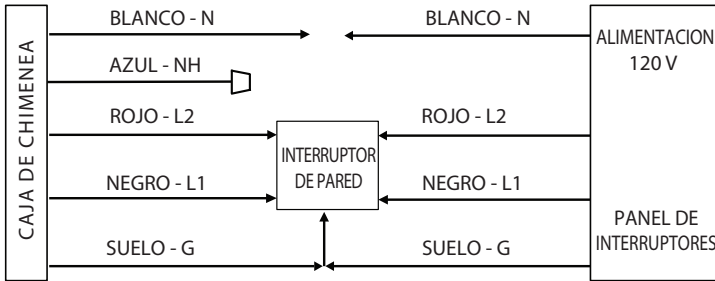 CAJA DE CHIMENEA
BLANCO - N
BLANCO - N
AZUL - NH
ROJO - L2
ROJO - L2
NEGRO - L1
NEGRO - L1
SUELO - G
SUELO - G
INTERRUPTOR
DE PARED
ALIMENTACION
120 V
PANEL DE
INTERRUPTORES